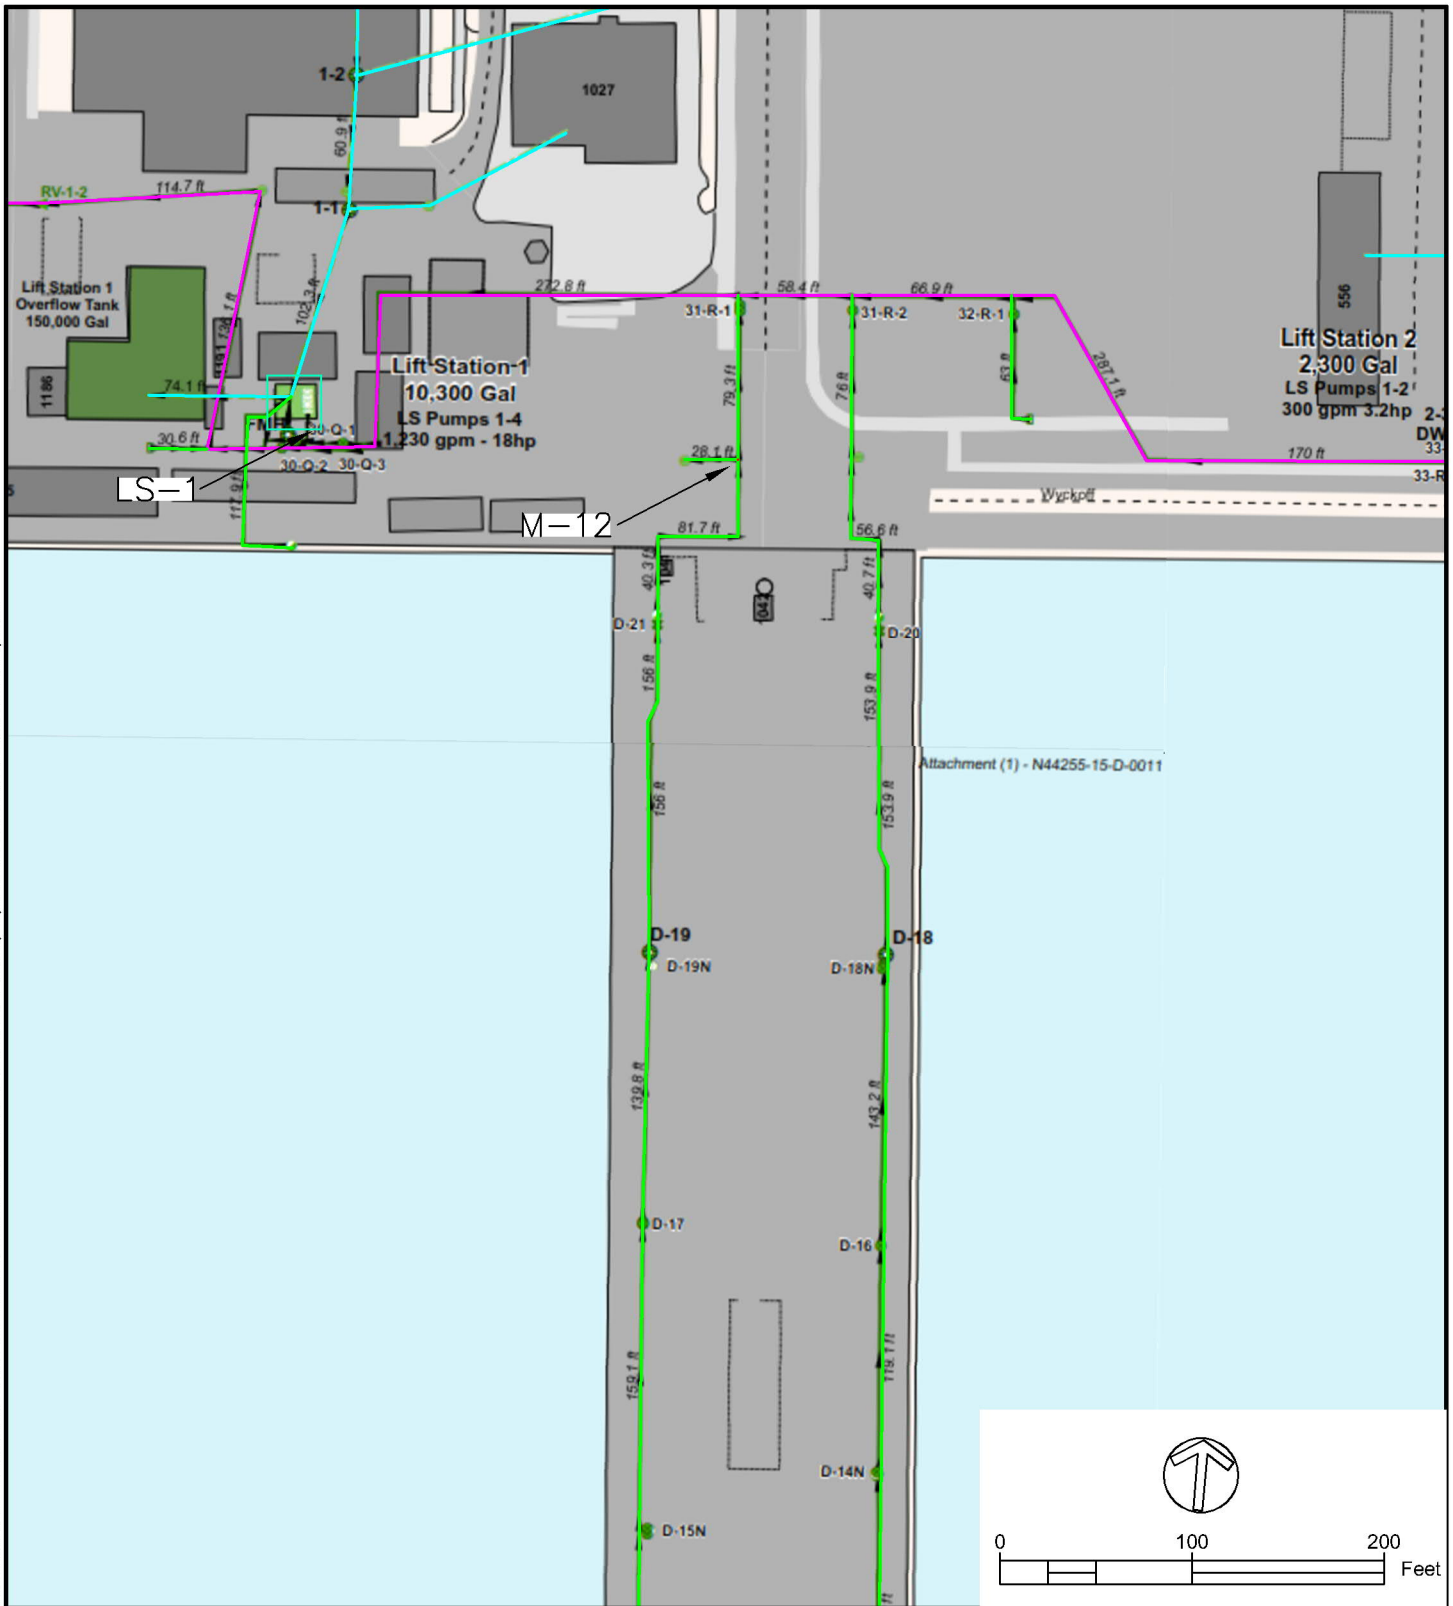 1-2
1027
60.9 ft
RV-1-2
114.7 ft
1-1
Lift Station 1
Overflow Tank
150,000 Gal
102.3 ft
272.8 ft
58.4 ft
66.9 ft
31-R-1
31-R-2
32-R-1
556
Lift Station 2
2,300 Gal
LS Pumps 1-2
300 gpm 3.2hp
Lift Station-1
10,300 Gal
LS Pumps 1-4
1,230 gpm - 18hp
1186
74.1 ft
79.3 ft
76 ft
63 ft
287.1 ft
30-Q-1
30.6 ft
30-Q-2
30-Q-3
28.1 ft
170 ft
33-R
LS-1
117.9 ft
M-12
Wyckoff
81.7 ft
56.6 ft
40.3 ft
40.7 ft
D-21
D-20
156 ft
153.9 ft
Attachment (1) - N44255-15-D-0011
156 ft
153.9 ft
D-19
D-18
D-19N
D-18N
139.8 ft
143.2 ft
D-17
D-16
159.1 ft
119.1 ft
D-14N
D-15N
0
100
200
Feet